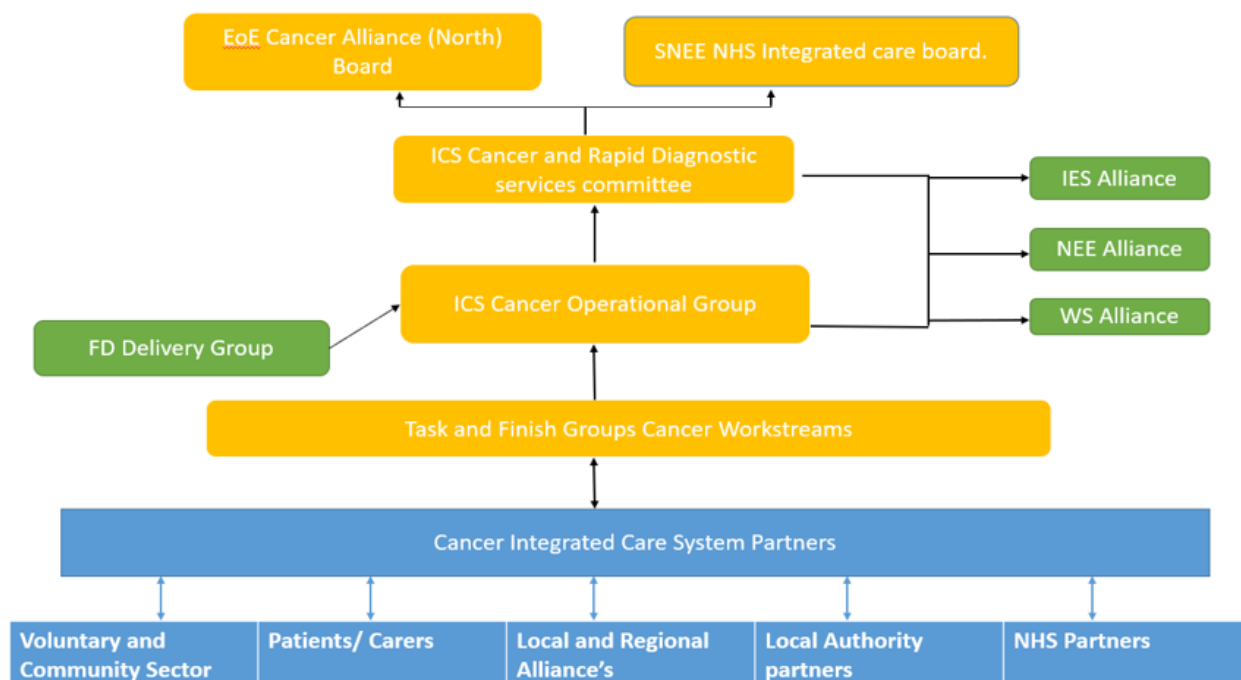 EoE Cancer Alliance (North)
Board
SNEE NHS Integrated care board.
ICS Cancer and Rapid Diagnostic
services committee
IES Alliance
NEE Alliance
ICS Cancer Operational Group
WS Alliance
FD Delivery Group
Task and Finish Groups Cancer Workstreams
Cancer Integrated Care System Partners
Voluntary and
Community Sector
Patients/ Carers
Local and Regional
Alliance's
Local Authority
partners
NHS Partners